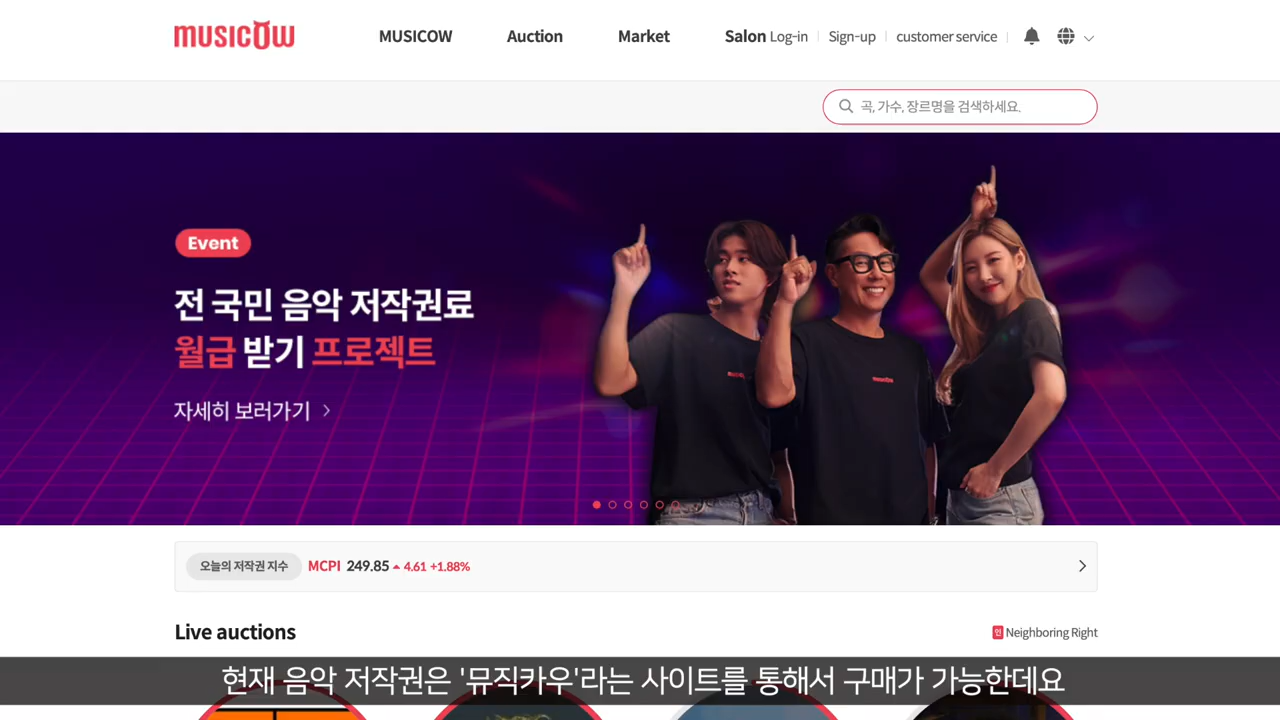 musicow
MUSICOW
Auction
Market
Salon
Log-in
Sign-up
customer service
곡, 가수, 장르명을 검색하세요.
Event
전 국민 음악 저작권료
월급 받기 프로젝트
자세히 보러가기
musicow
오늘의 저작권 지수
MCPI 249.85 4.61 +1.88%
Live auctions
인 Neighboring Right
현재 음악 저작권은 '뮤직카우'라는 사이트를 통해서 구매가 가능한데요